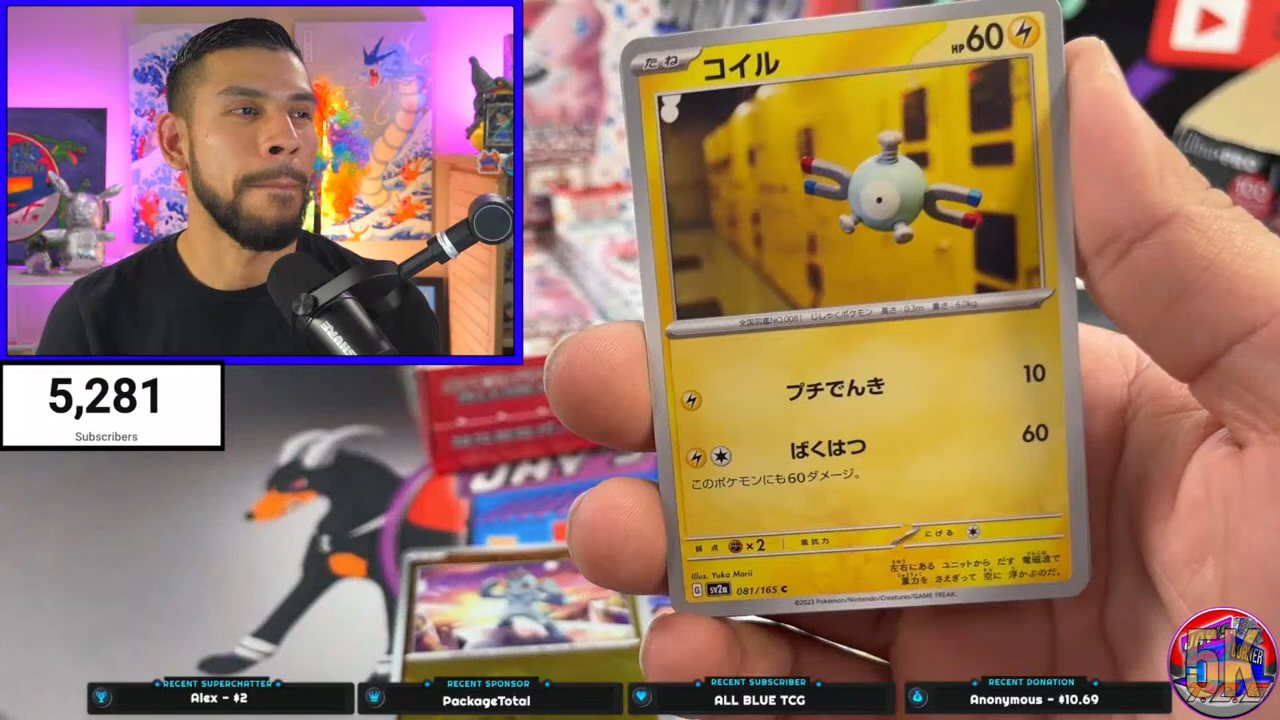 たね
コイル
HP60
全国図鑑NO.0081 じしゃくポケモン 高さ:0.3m 重さ:6.0kg
プチでんき 10
ばくはつ 60
このポケモンにも60ダメージ。
弱点 ×2 抵抗力 にげる
Illus. Yuka Morii
G sv2a 081/165 C
左右にある ユニットから だす 電磁波で
重力を さえぎって 空に 浮かぶのだ。
©2023 Pokémon/Nintendo/Creatures/GAME FREAK.
SHURE
5,281
Subscribers
JAY'S
RECENT SUPERCHATTER
Alex - $2
RECENT SPONSOR
PackageTotal
RECENT SUBSCRIBER
ALL BLUE TCG
RECENT DONATION
Anonymous - $10.69
JAY'S CORNER
5K